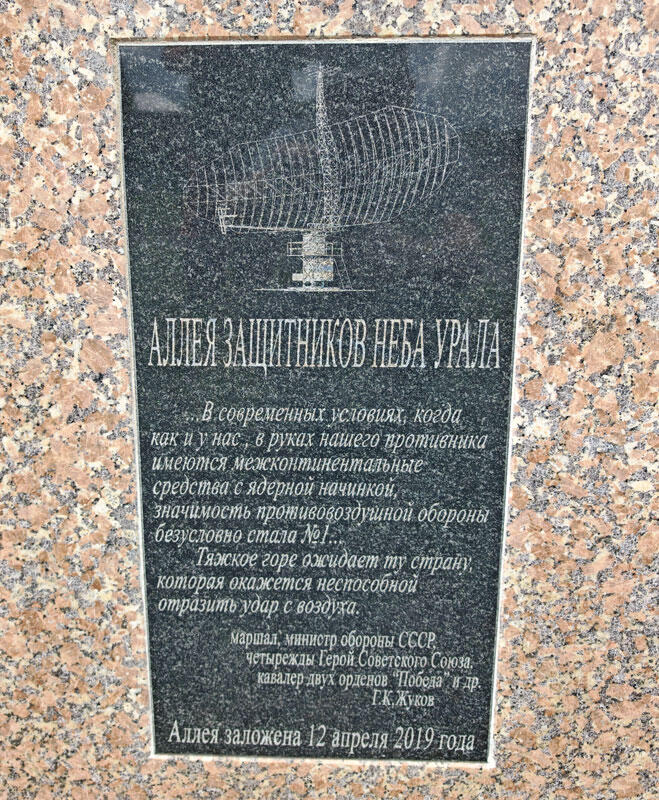 АЛЛЕЯ ЗАЩИТНИКОВ НЕБА УРАЛА
...В современных условиях, когда,
как и у нас , в руках нашего противника
имеются межконтинентальные
средства с ядерной начинкой,
значимость противовоздушной обороны
безусловно стала №1...
Тяжское горе ожидает ту страну,
которая окажется неспособной
отразить удар с воздуха.
маршал, министр обороны СССР,
четырежды Герой Советского Союза,
кавалер двух орденов "Победа" и др.
Г.К.Жуков
Аллея заложена 12 апреля 2019 года